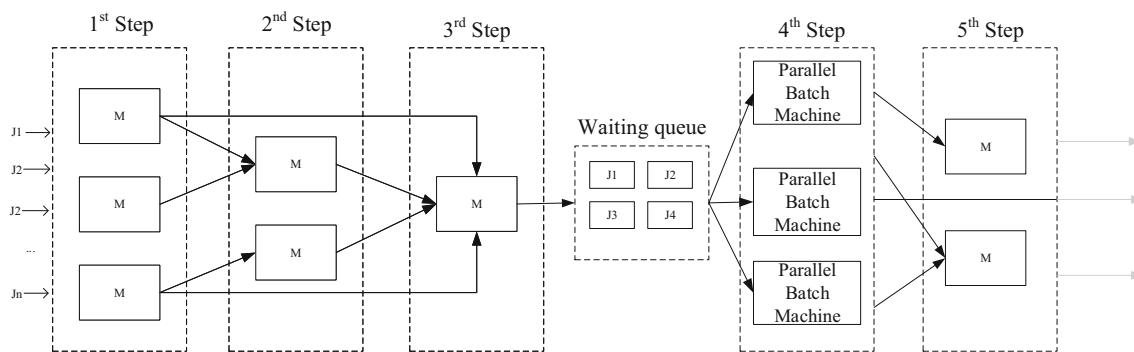 1st Step
2nd Step
3rd Step
4th Step
5th Step
J1
J2
J2
...
Jn
M
M
M
M
M
M
Waiting queue
J1 J2
J3 J4
Parallel
Batch
Machine
Parallel
Batch
Machine
Parallel
Batch
Machine
M
M